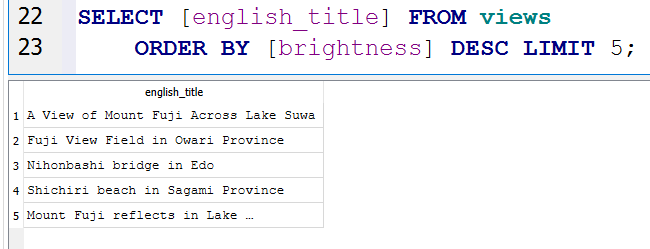 22 SELECT [english_title] FROM views
23 ORDER BY [brightness] DESC LIMIT 5;
english_title
1 A View of Mount Fuji Across Lake Suwa
2 Fuji View Field in Owari Province
3 Nihonbashi bridge in Edo
4 Shichiri beach in Sagami Province
5 Mount Fuji reflects in Lake …